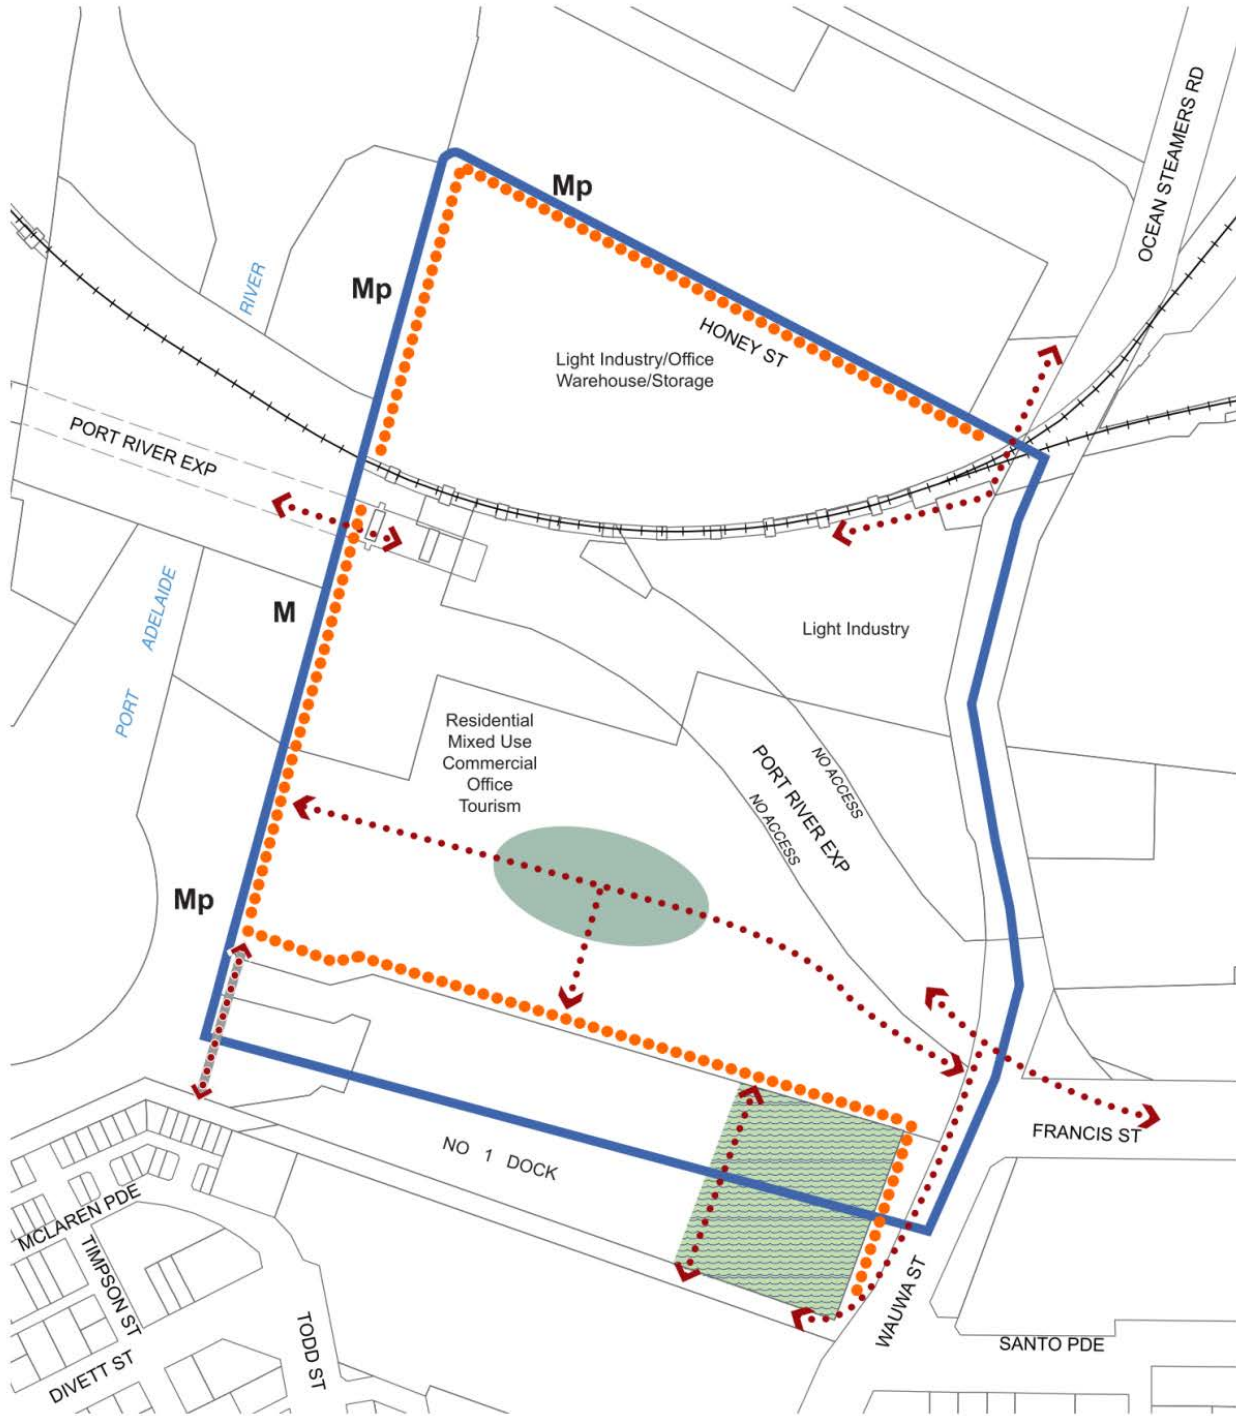 OCEAN STEAMERS RD
Mp
Mp
RIVER
HONEY ST
Light Industry/Office
Warehouse/Storage
PORT RIVER EXP
M
ADELAIDE
PORT
Light Industry
Residential
Mixed Use
Commercial
Office
Tourism
NO ACCESS
PORT RIVER EXP
NO ACCESS
Mp
NO 1 DOCK
FRANCIS ST
MCLAREN PDE
TIMPSON ST
DIVETT ST
TODD ST
WAUWA ST
SANTO PDE